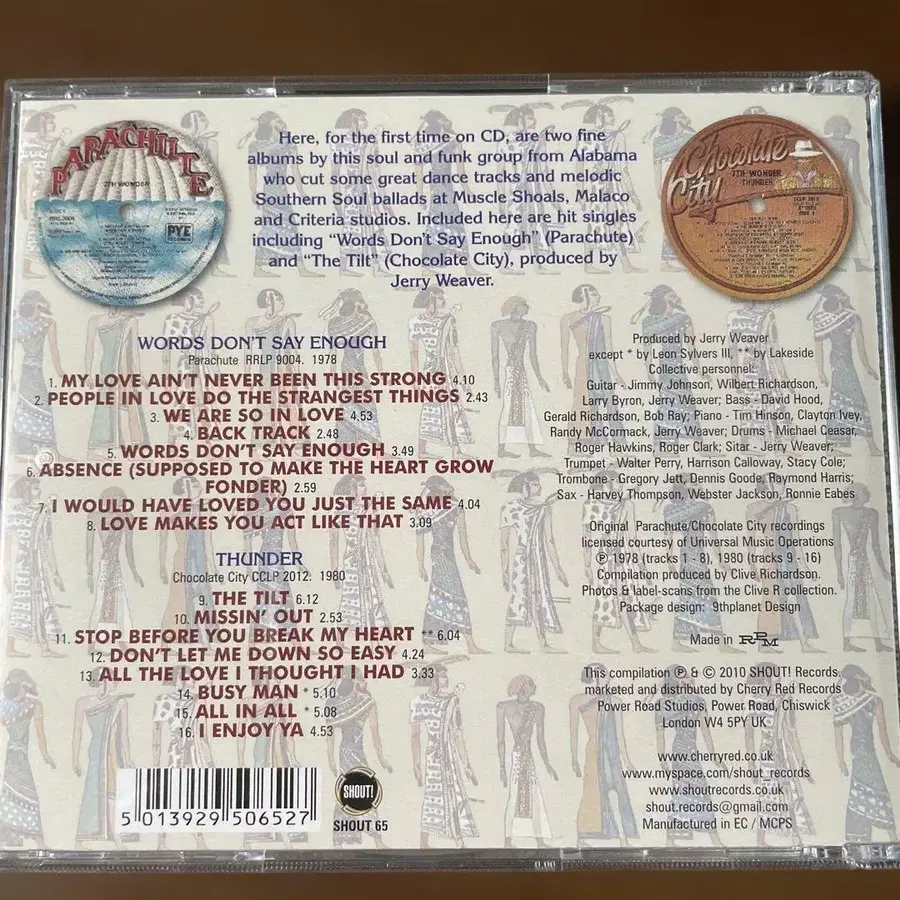 PARACHUTE
7TH WONDER
PYE
RECORDS
Here, for the first time on CD, are two fine
albums by this soul and funk group from Alabama
who cut some great dance tracks and melodic
Southern Soul ballads at Muscle Shoals, Malaco
and Criteria studios. Included here are hit singles
including “Words Don’t Say Enough” (Parachute)
and “The Tilt” (Chocolate City), produced by
Jerry Weaver.
Chocolate
City
7TH WONDER
THUNDER
WORDS DON’T SAY ENOUGH
Parachute RRLP 9004. 1978
1. MY LOVE AIN’T NEVER BEEN THIS STRONG 4.10
2. PEOPLE IN LOVE DO THE STRANGEST THINGS 2.43
3. WE ARE SO IN LOVE 4.53
4. BACK TRACK 2.48
5. WORDS DON’T SAY ENOUGH 3.49
6. ABSENCE (SUPPOSED TO MAKE THE HEART GROW
FONDER) 2.59
7. I WOULD HAVE LOVED YOU JUST THE SAME 4.04
8. LOVE MAKES YOU ACT LIKE THAT 3.09
THUNDER
Chocolate City CCLP 2012: 1980
9. THE TILT 6.12
10. MISSIN’ OUT 2.53
11. STOP BEFORE YOU BREAK MY HEART ** 6.04
12. DON’T LET ME DOWN SO EASY 4.24
13. ALL THE LOVE I THOUGHT I HAD 3.33
14. BUSY MAN * 5.10
15. ALL IN ALL * 5.08
16. I ENJOY YA 4.53
5 013929 506527
SHOUT!
SHOUT 65
Produced by Jerry Weaver
except * by Leon Sylvers III, ** by Lakeside
Collective personnel:
Guitar - Jimmy Johnson, Wilbert Richardson,
Larry Byron, Jerry Weaver; Bass - David Hood,
Gerald Richardson, Bob Ray; Piano - Tim Hinson, Clayton Ivey,
Randy McCormack, Jerry Weaver; Drums - Michael Ceasar,
Roger Hawkins, Roger Clark; Sitar - Jerry Weaver;
Trumpet - Walter Perry, Harrison Calloway, Stacy Cole;
Trombone - Gregory Jett, Dennis Goode, Raymond Harris;
Sax - Harvey Thompson, Webster Jackson, Ronnie Eabes
Original Parachute/Chocolate City recordings
licensed courtesy of Universal Music Operations
℗ 1978 (tracks 1 - 8), 1980 (tracks 9 - 16)
Compilation produced by Clive Richardson.
Photos & label-scans from the Clive R collection.
Package design: 9thplanet Design
Made in RPM
This compilation ℗ & © 2010 SHOUT! Records
marketed and distributed by Cherry Red Records
Power Road Studios, Power Road, Chiswick
London W4 5PY UK
www.cherryred.co.uk
www.myspace.com/shout_records
www.shoutrecords.co.uk
shout.records@gmail.com
Manufactured in EC / MCPS